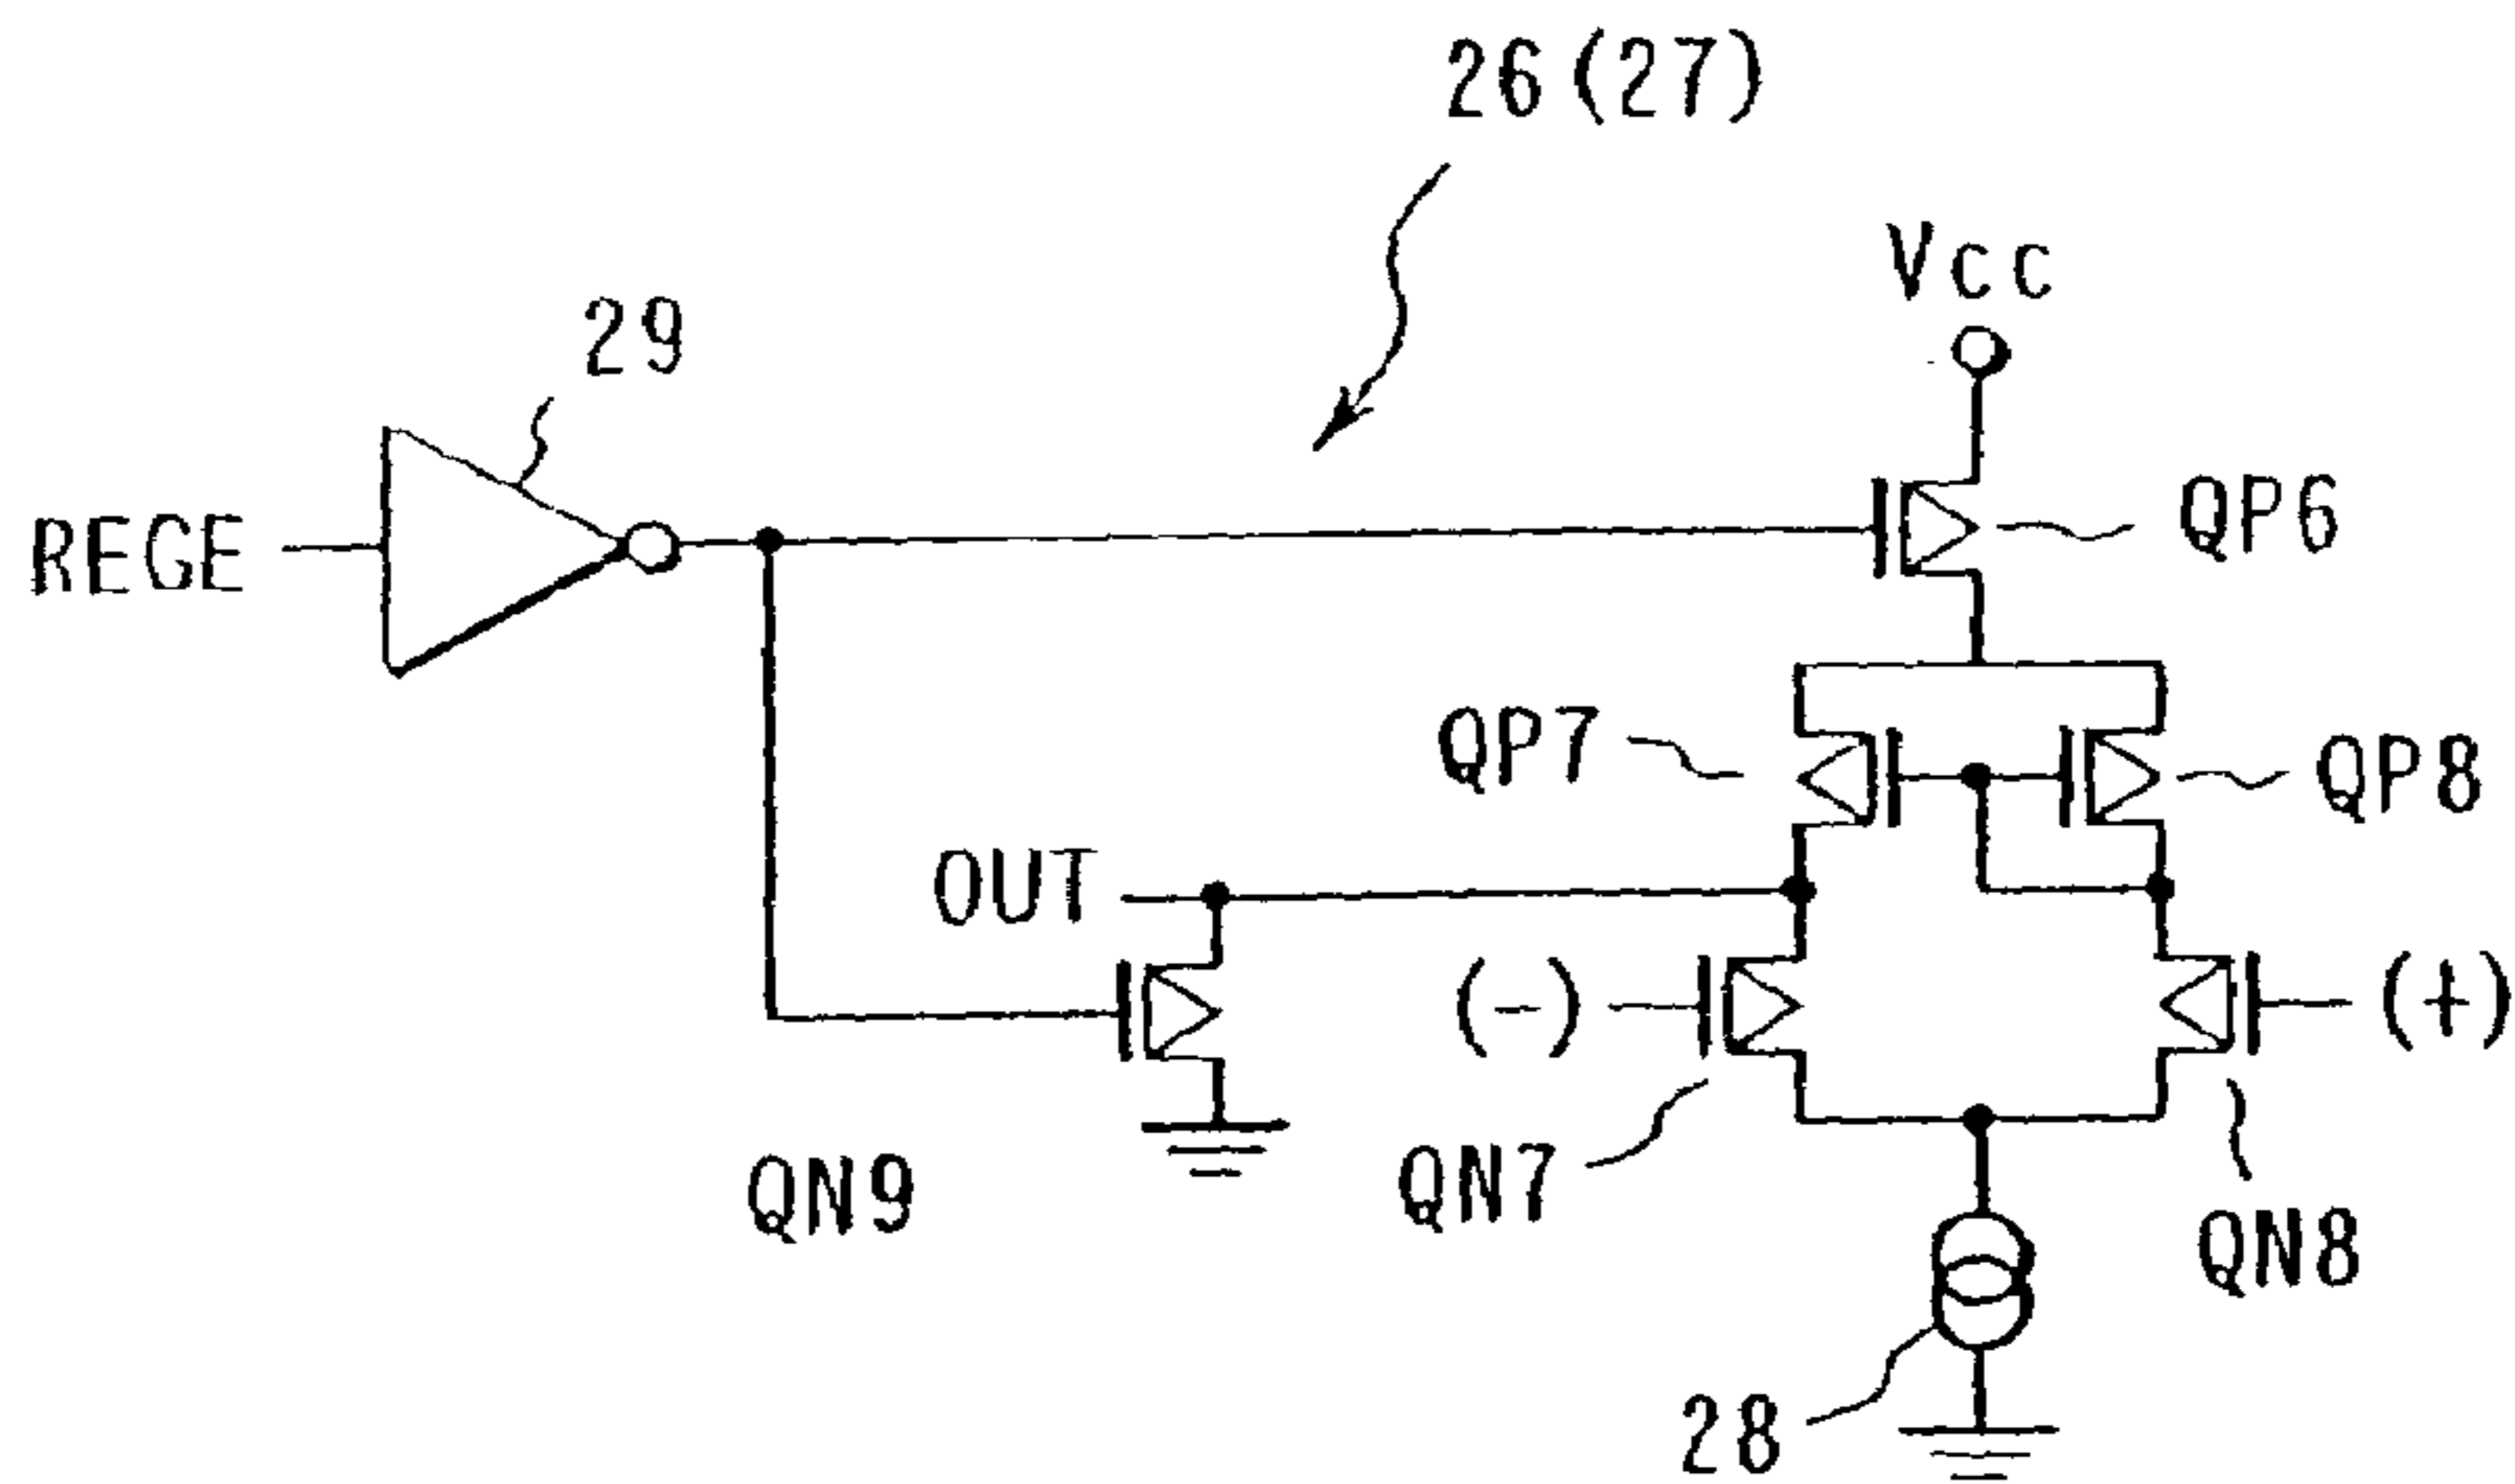 26(27)
Vcc
29
QP6
REGE
QP7
QP8
OUT
(-)
(+)
QN9
QN7
QN8
28